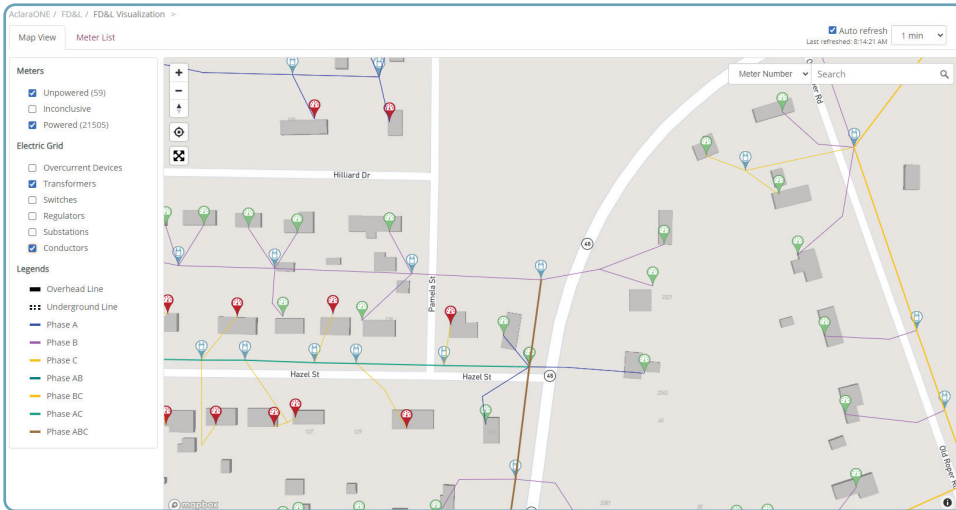 AclaraONE / FD&L / FD&L Visualization >
Map View
Meter List
Auto refresh
Last refreshed: 8:14:21 AM
1 min
Meters
Unpowered (59)
Inconclusive
Powered (21505)
Electric Grid
Overcurrent Devices
Transformers
Switches
Regulators
Substations
Conductors
Legends
Overhead Line
Underground Line
Phase A
Phase B
Phase C
Phase AB
Phase BC
Phase AC
Phase ABC
Meter Number
Search
Hilliard Dr
Pamela St
Hazel St
Hazel St
48
48
127
129
Old Roper Rd
mapbox